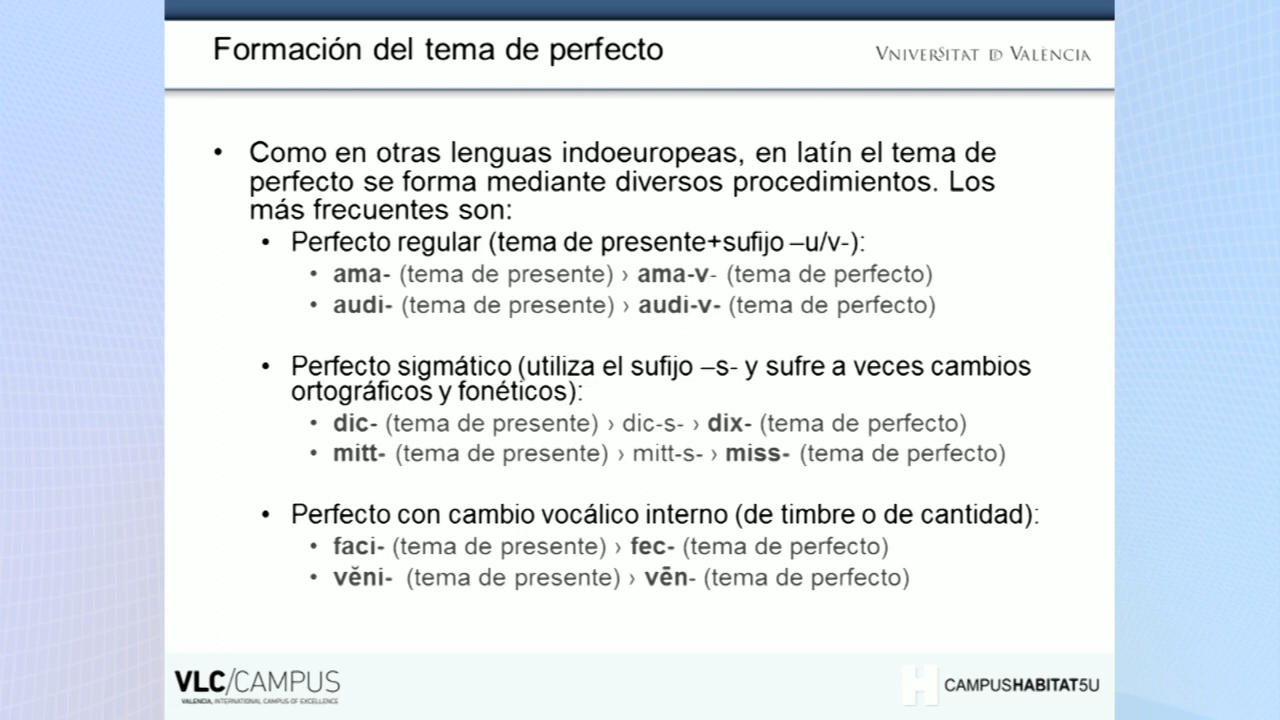 Formación del tema de perfecto
VNIVERSITAT DE VALÈNCIA
• Como en otras lenguas indoeuropeas, en latín el tema de
perfecto se forma mediante diversos procedimientos. Los
más frecuentes son:
• Perfecto regular (tema de presente+sufijo –u/v-):
• ama- (tema de presente) › ama-v- (tema de perfecto)
• audi- (tema de presente) › audi-v- (tema de perfecto)
• Perfecto sigmático (utiliza el sufijo –s- y sufre a veces cambios
ortográficos y fonéticos):
• dic- (tema de presente) › dic-s- › dix- (tema de perfecto)
• mitt- (tema de presente) › mitt-s- › miss- (tema de perfecto)
• Perfecto con cambio vocálico interno (de timbre o de cantidad):
• faci- (tema de presente) › fec- (tema de perfecto)
• vĕni- (tema de presente) › vēn- (tema de perfecto)
VLC/CAMPUS
VALENCIA, INTERNATIONAL CAMPUS OF EXCELLENCE
H CAMPUSHABITAT5U